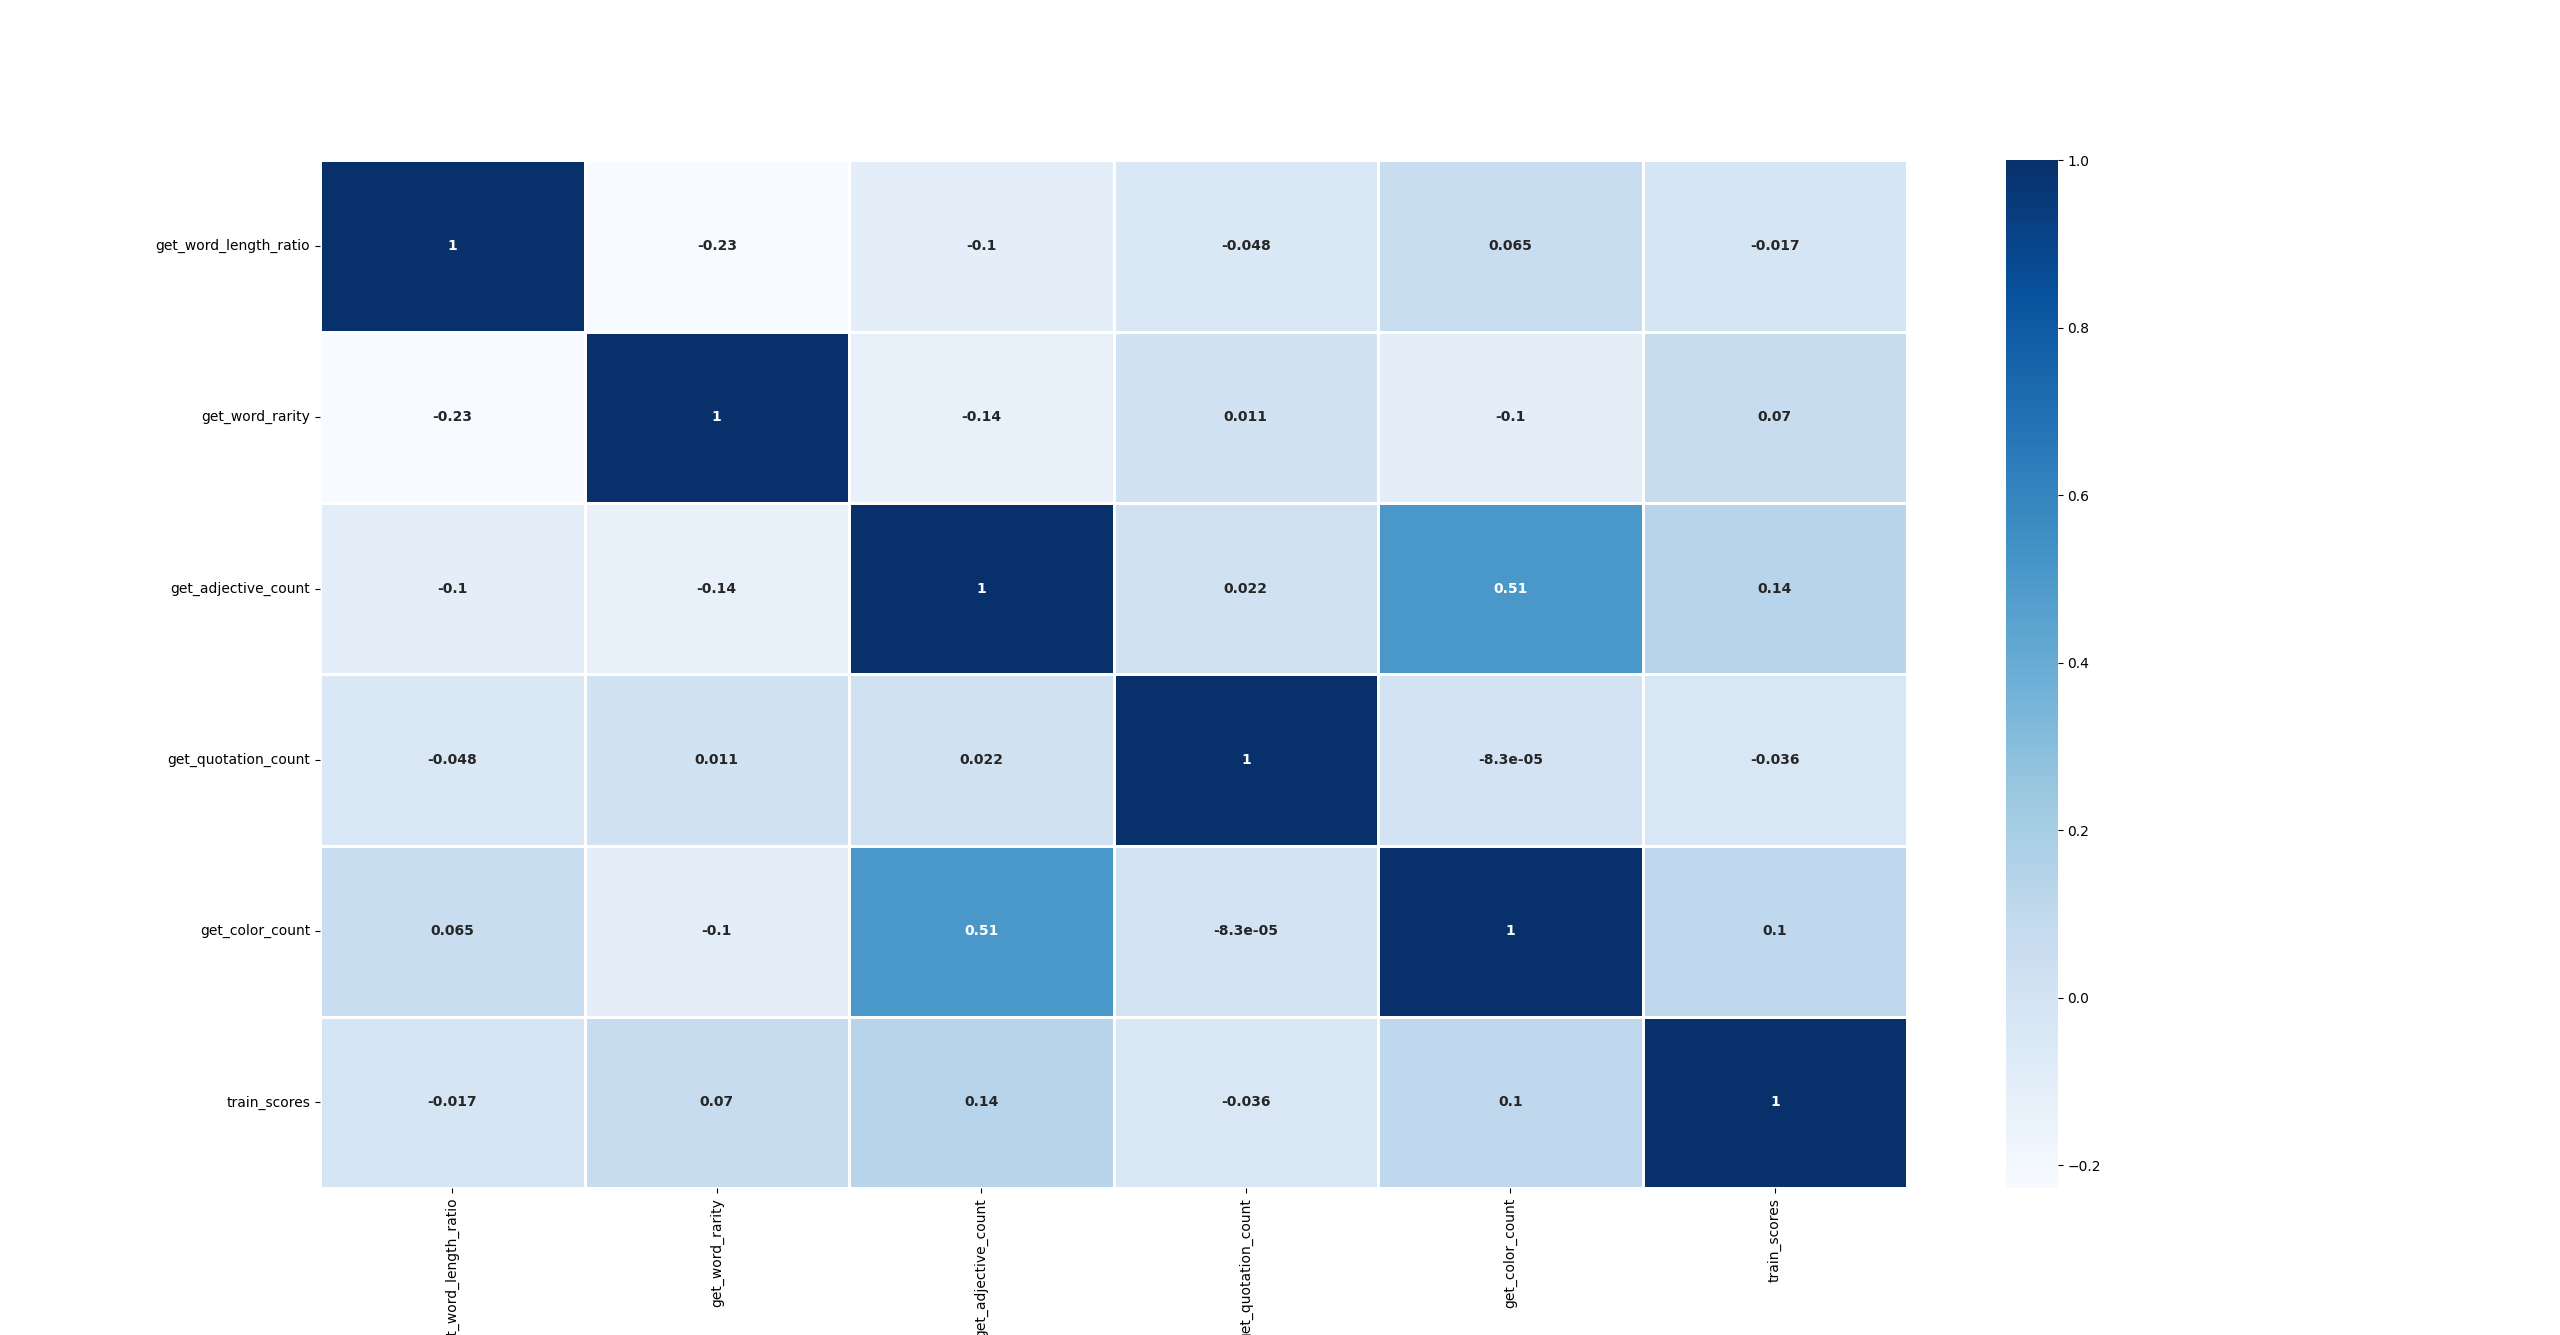 get_word_length_ratio 1 -0.23 -0.1 -0.048 0.065 -0.017
get_word_rarity -0.23 1 -0.14 0.011 -0.1 0.07
get_adjective_count -0.1 -0.14 1 0.022 0.51 0.14
get_quotation_count -0.048 0.011 0.022 1 -8.3e-05 -0.036
get_color_count 0.065 -0.1 0.51 -8.3e-05 1 0.1
train_scores -0.017 0.07 0.14 -0.036 0.1 1
t_word_length_ratio
get_word_rarity
get_adjective_count
get_quotation_count
get_color_count
train_scores
1.0
0.8
0.6
0.4
0.2
0.0
−0.2